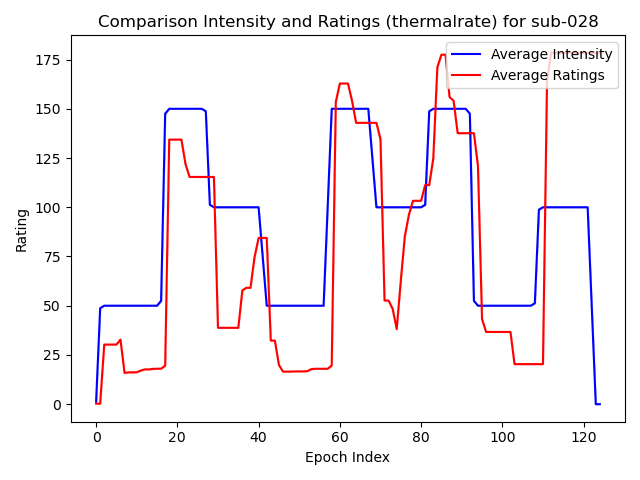 Comparison Intensity and Ratings (thermalrate) for sub-028
Average Intensity
Average Ratings
Rating
175
150
125
100
75
50
25
0
0 20 40 60 80 100 120
Epoch Index